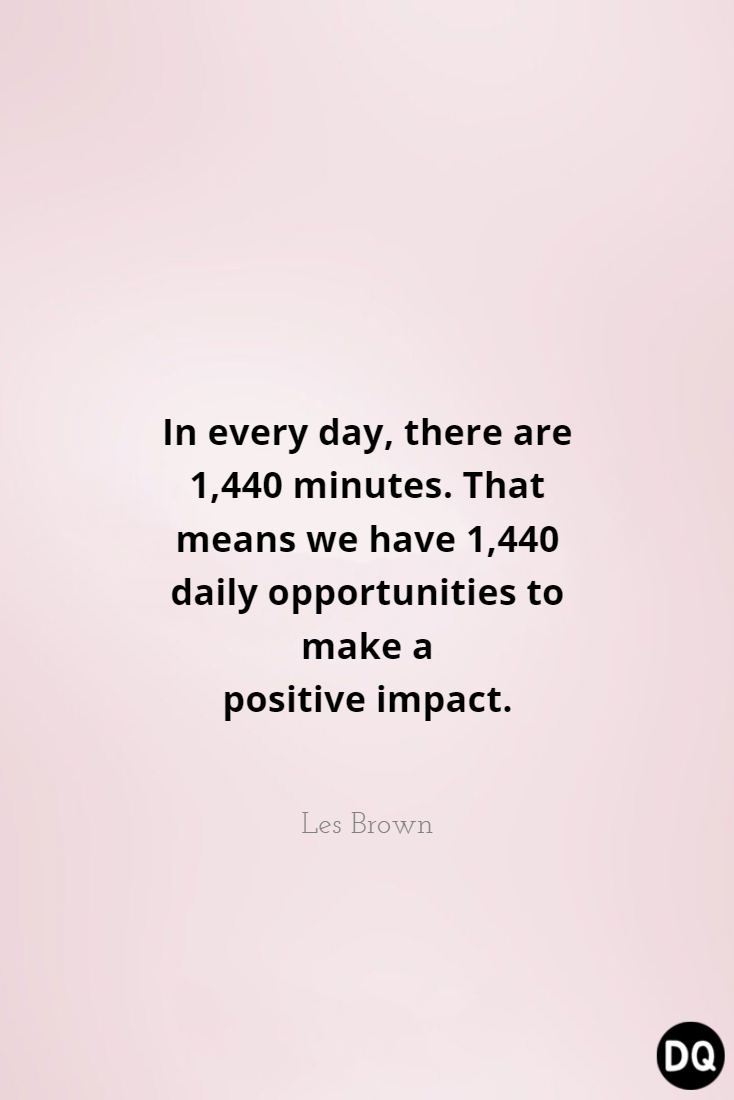 In every day, there are
1,440 minutes. That
means we have 1,440
daily opportunities to
make a
positive impact.
Les Brown
DQ